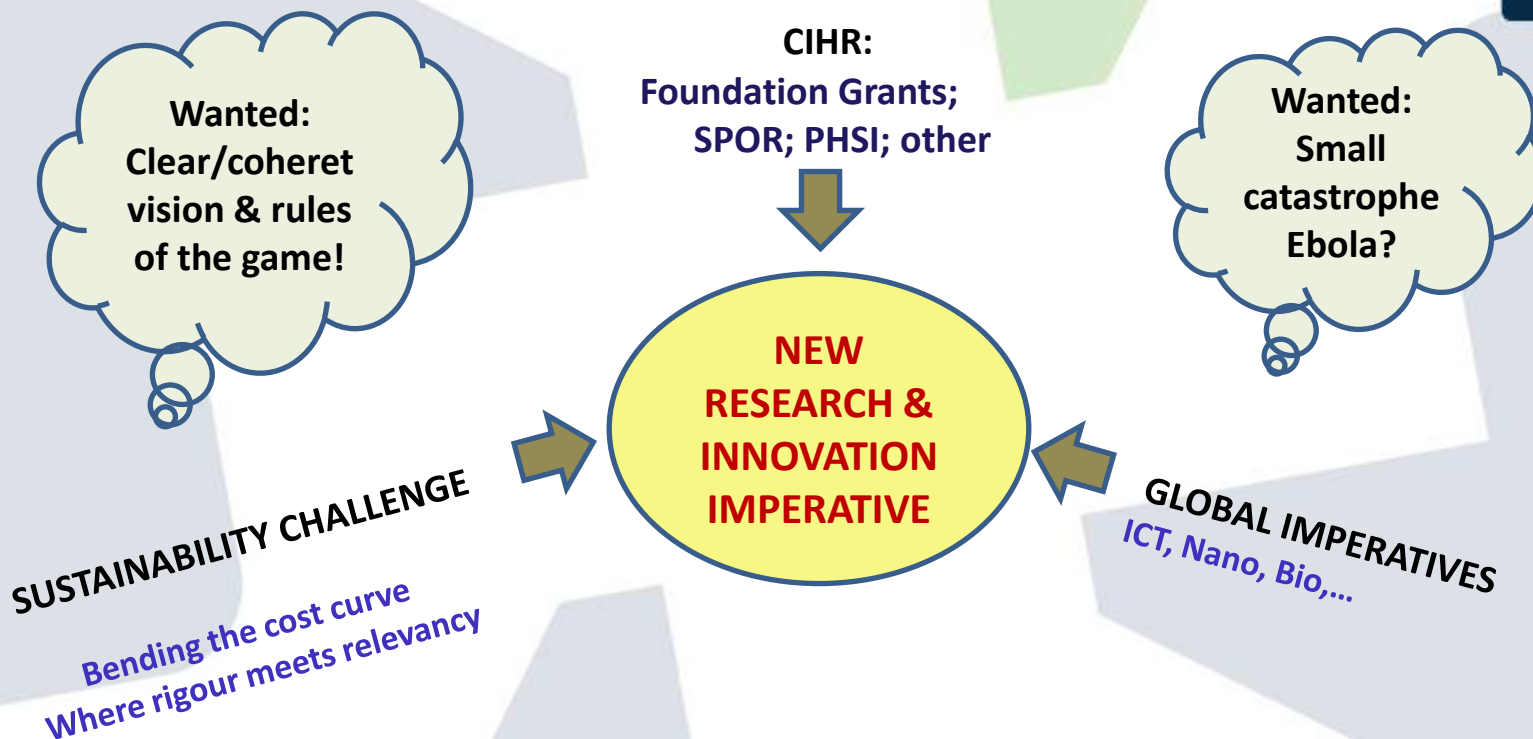 Wanted:
Clear/coheret
vision & rules
of the game!
CIHR:
Foundation Grants;
SPOR; PHSI; other
Wanted:
Small
catastrophe
Ebola?
NEW
RESEARCH &
INNOVATION
IMPERATIVE
SUSTAINABILITY CHALLENGE
Bending the cost curve
Where rigour meets relevancy
GLOBAL IMPERATIVES
ICT, Nano, Bio,...